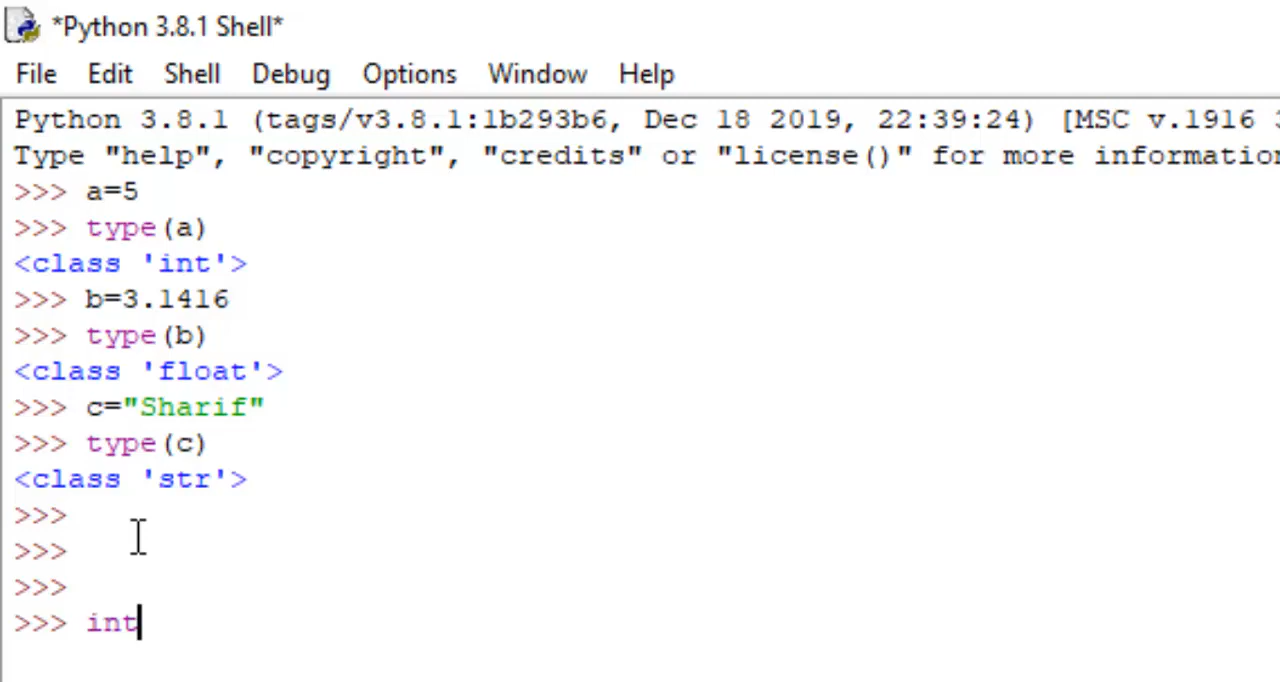 *Python 3.8.1 Shell*
File Edit Shell Debug Options Window Help
Python 3.8.1 (tags/v3.8.1:1b293b6, Dec 18 2019, 22:39:24) [MSC v.1916 3
Type "help", "copyright", "credits" or "license()" for more information
>>> a=5
>>> type(a)
<class 'int'>
>>> b=3.1416
>>> type(b)
<class 'float'>
>>> c="Sharif"
>>> type(c)
<class 'str'>
>>>
>>>
>>>
>>> int